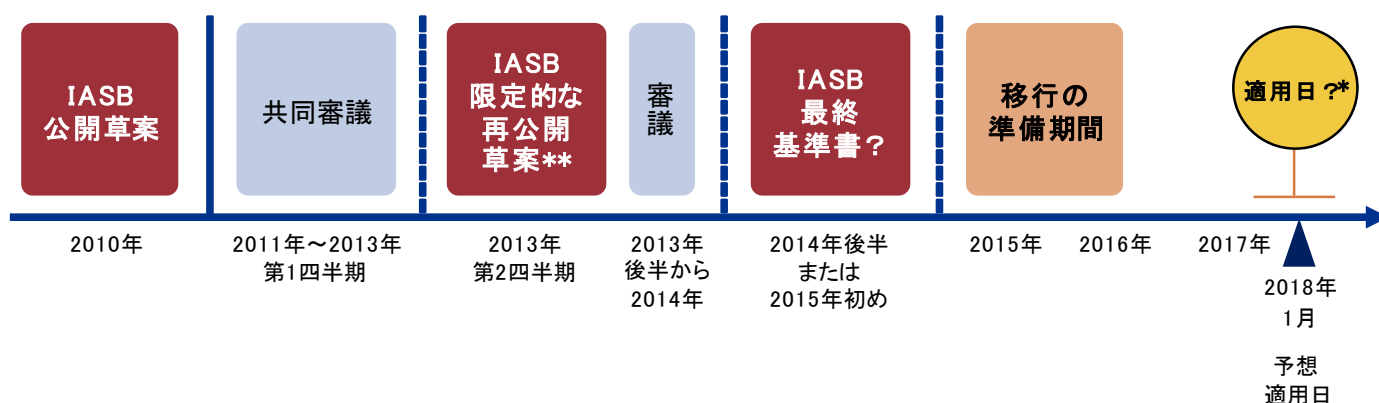 IASB
公開草案
共同審議
IASB
限定的な
再公開
草案**
審議
IASB
最終
基準書？
移行の
準備期間
適用日？*
2010年
2011年～2013年
第1四半期
2013年
第2四半期
2013年
後半から
2014年
2014年後半
または
2015年初め
2015年
2016年
2017年
2018年
1月
予想
適用日